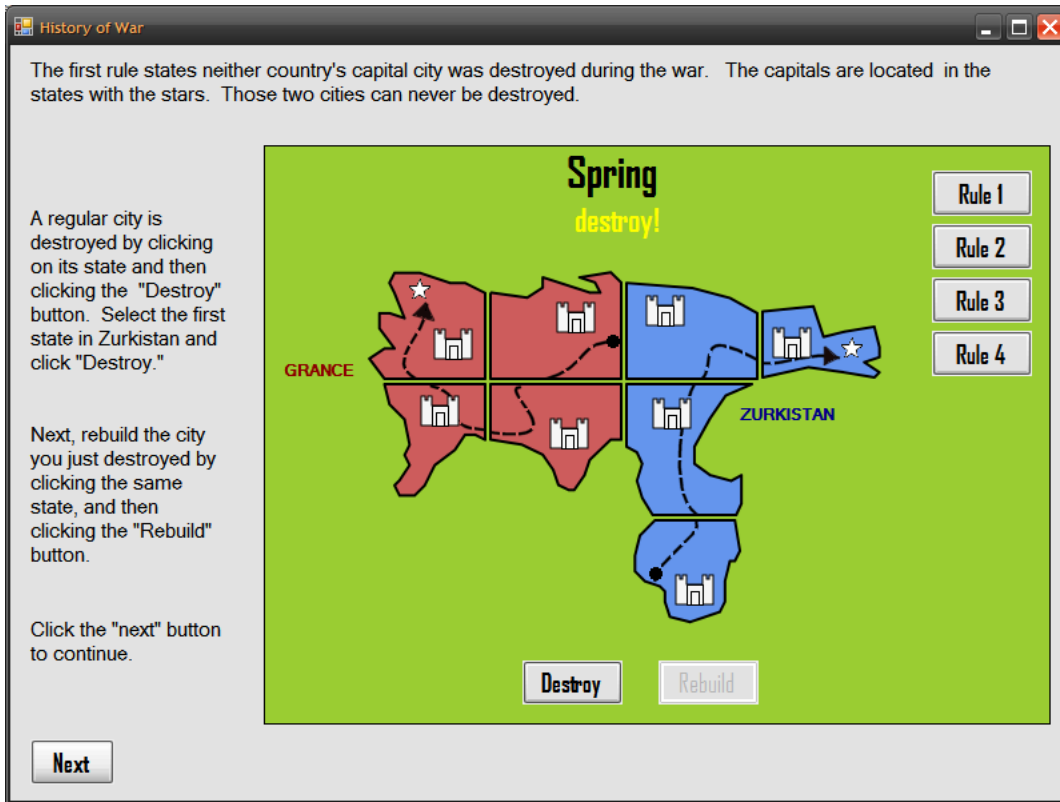 History of War
The first rule states neither country's capital city was destroyed during the war. The capitals are located in the
states with the stars. Those two cities can never be destroyed.
A regular city is
destroyed by clicking
on its state and then
clicking the "Destroy"
button. Select the first
state in Zurkistan and
click "Destroy."
Next, rebuild the city
you just destroyed by
clicking the same
state, and then
clicking the "Rebuild"
button.
Click the "next" button
to continue.
Spring
destroy!
Rule 1
Rule 2
Rule 3
Rule 4
GRANCE
ZURKISTAN
Destroy
Rebuild
Next